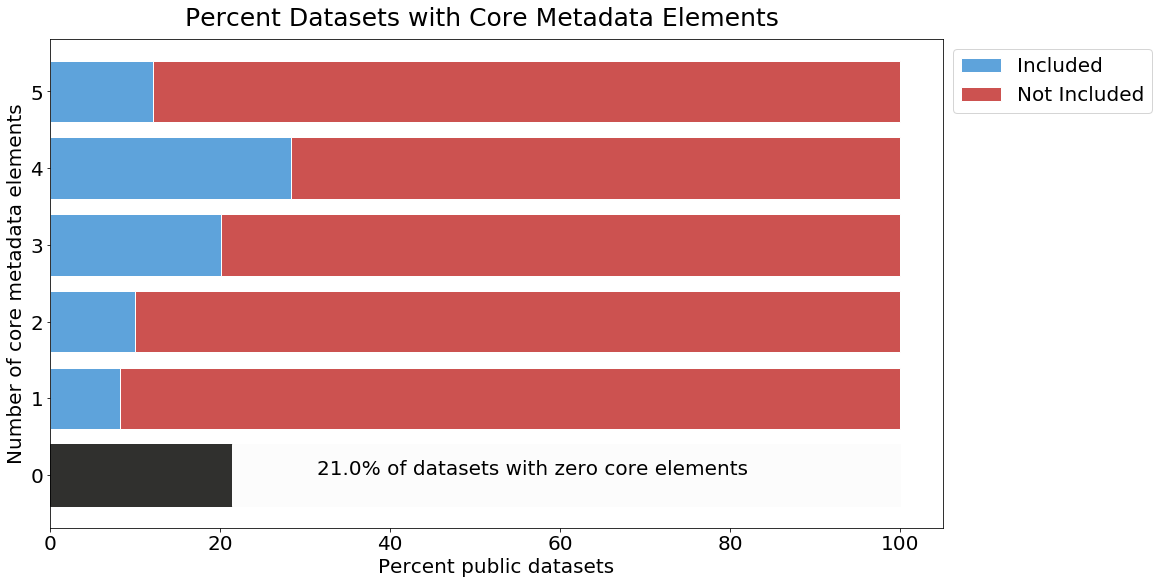 Percent Datasets with Core Metadata Elements
Included
Not Included
Number of core metadata elements
5
4
3
2
1
0
21.0% of datasets with zero core elements
0 20 40 60 80 100
Percent public datasets